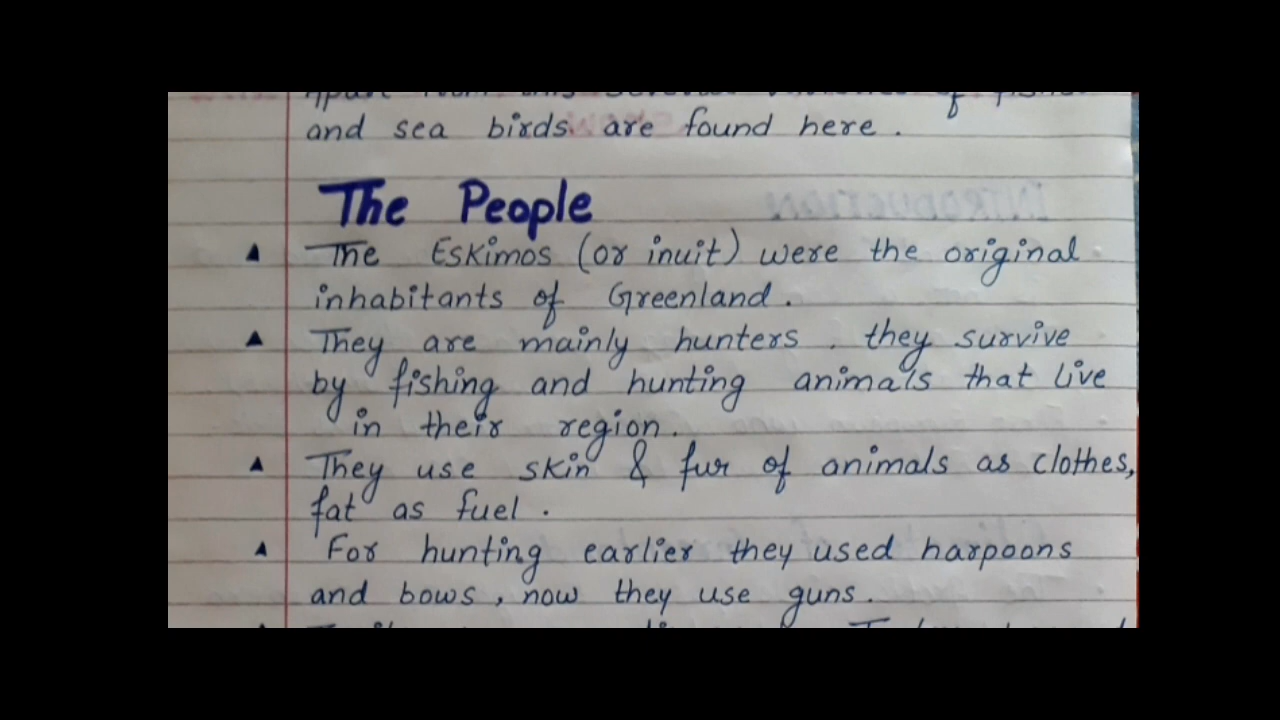 and sea birds are found here .
The People
▲ The Eskimos (or inuit) were the original
inhabitants of Greenland .
▲ They are mainly hunters . they survive
by fishing and hunting animals that live
in their region .
▲ They use skin & fur of animals as clothes,
fat as fuel .
▲ For hunting earlier they used harpoons
and bows , now they use guns .
INTRODUCTION